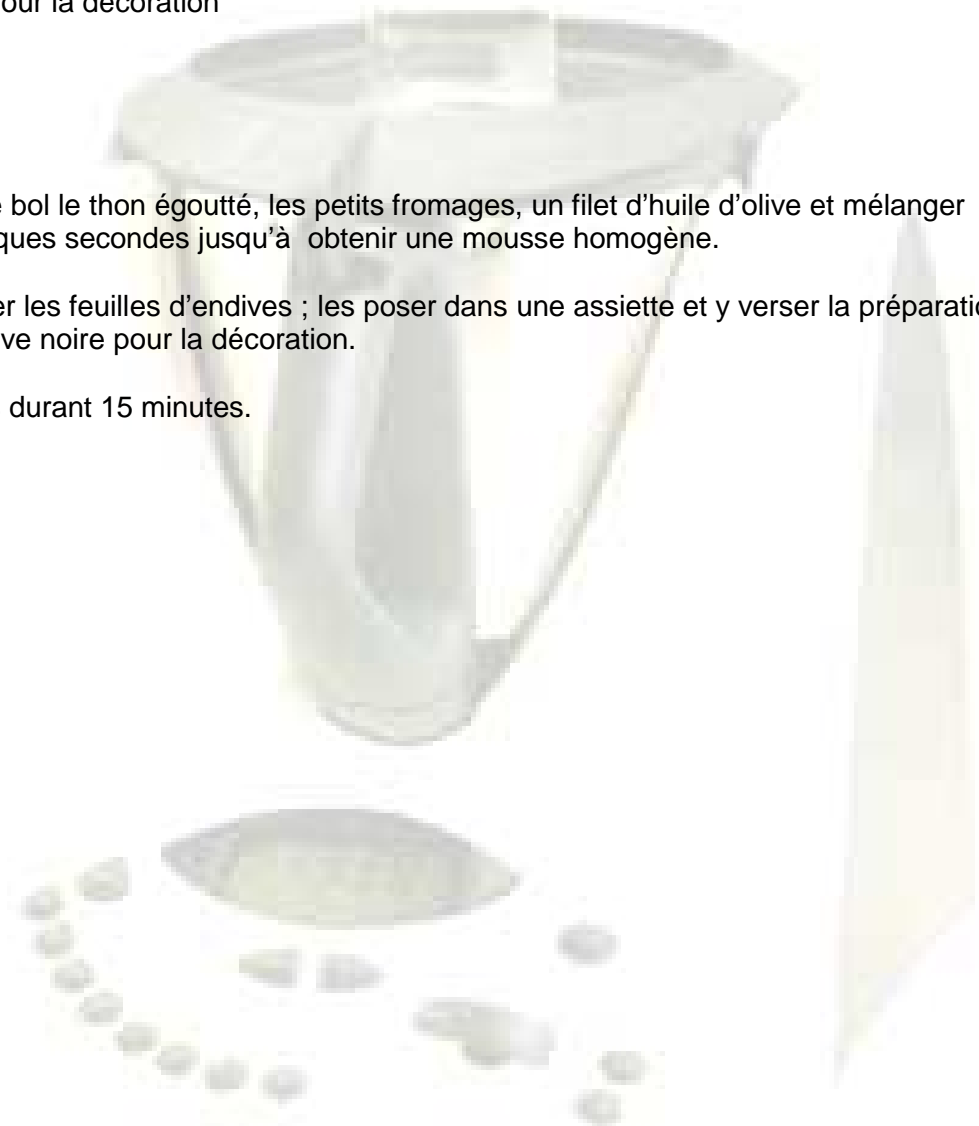 our la décoration
bol le thon égoutté, les petits fromages, un filet d'huile d'olive et mélanger
ques secondes jusqu'à obtenir une mousse homogène.
er les feuilles d'endives ; les poser dans une assiette et y verser la préparatio
ve noire pour la décoration.
durant 15 minutes.